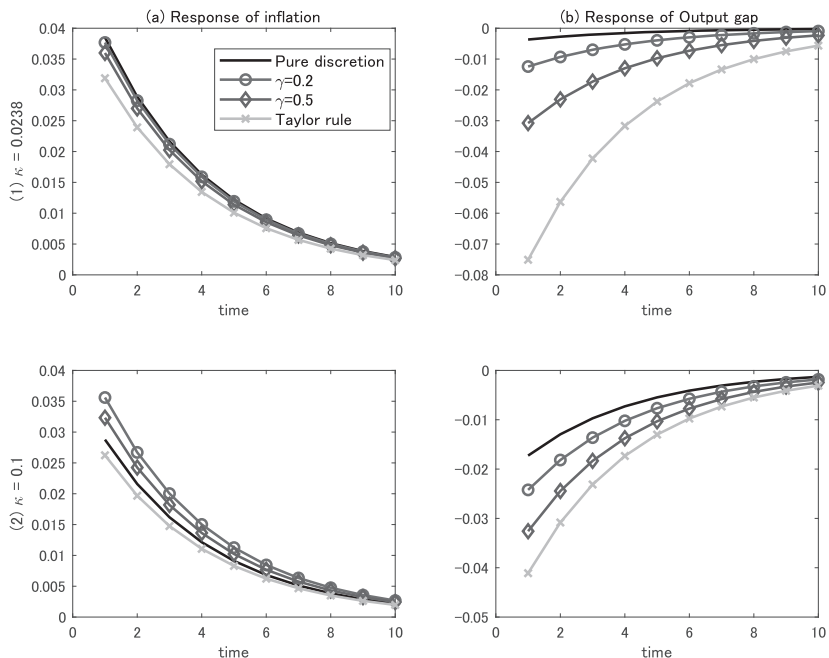 (a) Response of inflation
(b) Response of Output gap
0.04
0.035
0.03
0.025
0.02
0.015
0.01
0.005
0
(1) κ = 0.0238
Pure discretion
γ=0.2
γ=0.5
Taylor rule
0 2 4 6 8 10
time
0
−0.01
−0.02
−0.03
−0.04
−0.05
−0.06
−0.07
−0.08
0 2 4 6 8 10
time
0.04
0.035
0.03
0.025
0.02
0.015
0.01
0.005
0
(2) κ = 0.1
0 2 4 6 8 10
time
0
−0.01
−0.02
−0.03
−0.04
−0.05
0 2 4 6 8 10
time